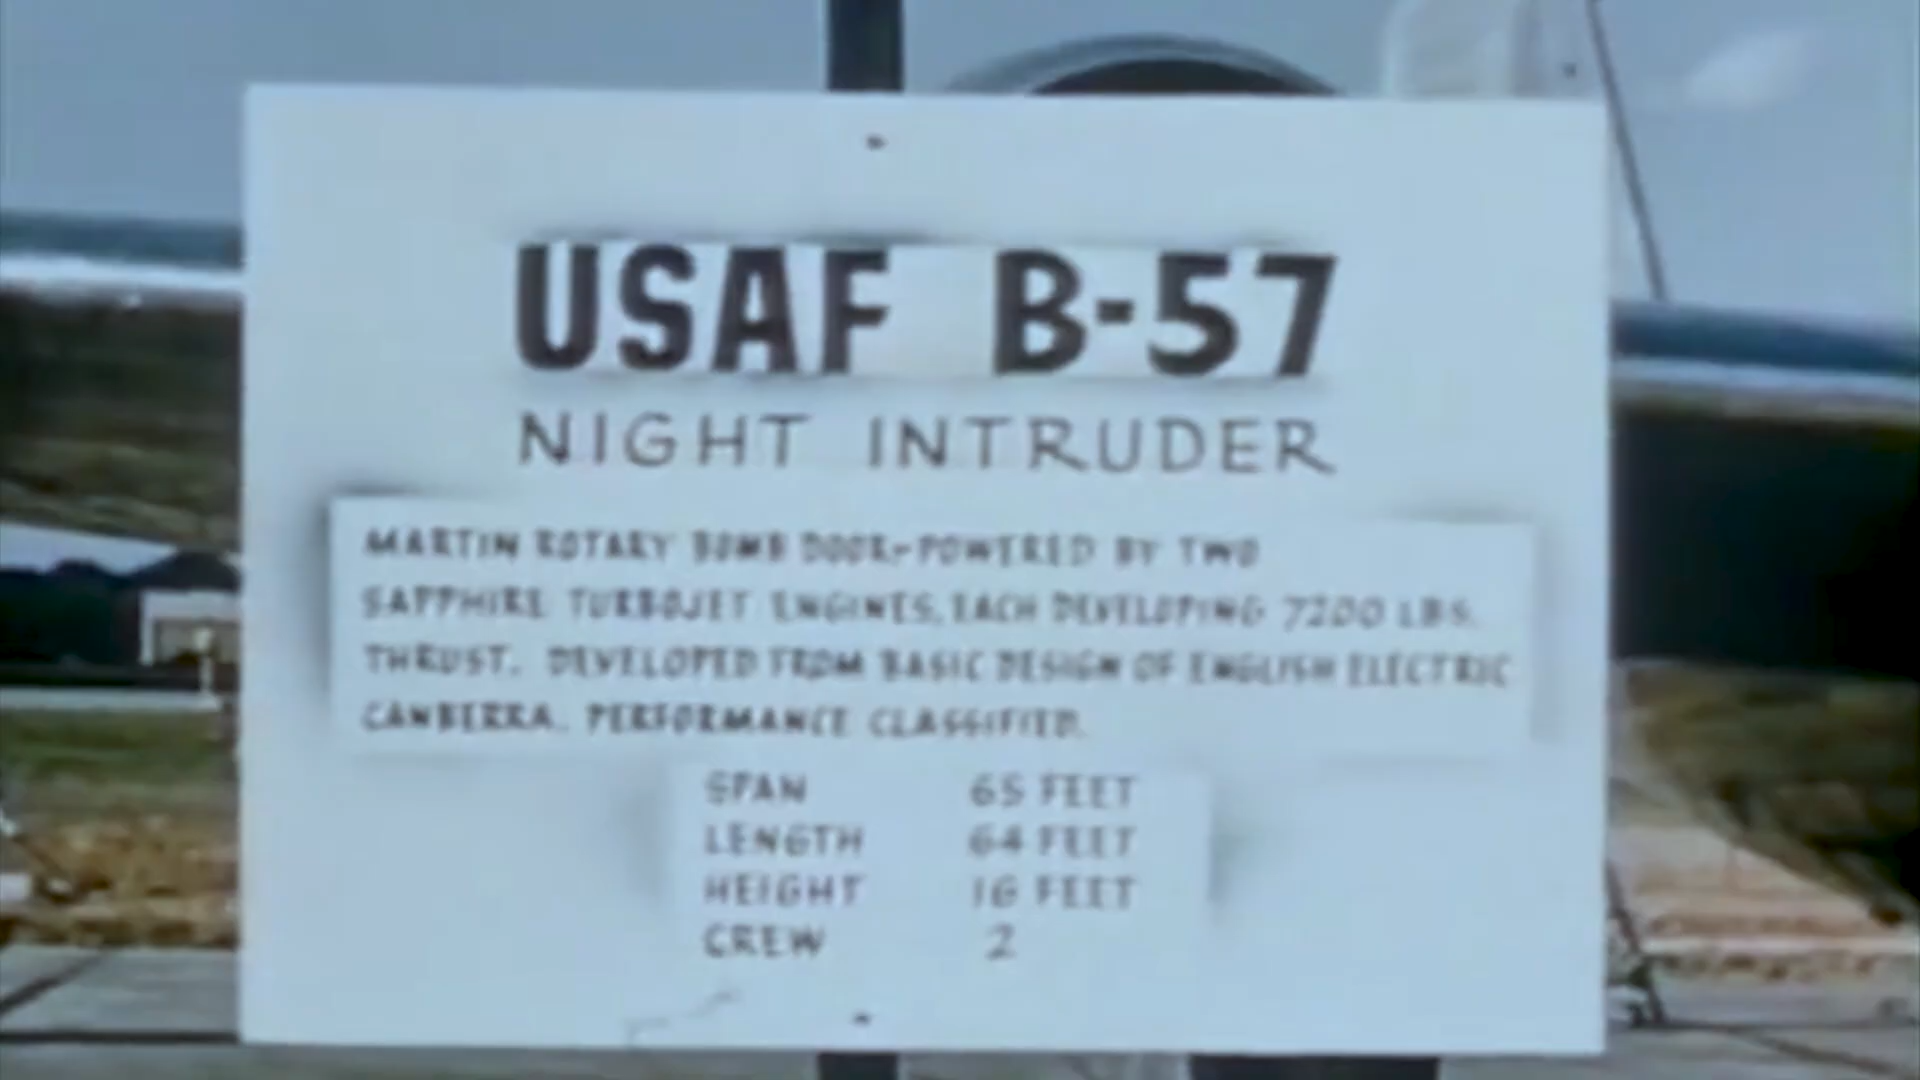 USAF B-57
NIGHT INTRUDER
MARTIN ROTARY BOMB DOOR-POWERED BY TWO
SAPPHIRE TURBOJET ENGINES, EACH DEVELOPING 7200 LBS.
THRUST. DEVELOPED FROM BASIC DESIGN OF ENGLISH ELECTRIC
CANBERRA. PERFORMANCE CLASSIFIED.
SPAN 65 FEET
LENGTH 64 FEET
HEIGHT 16 FEET
CREW 2